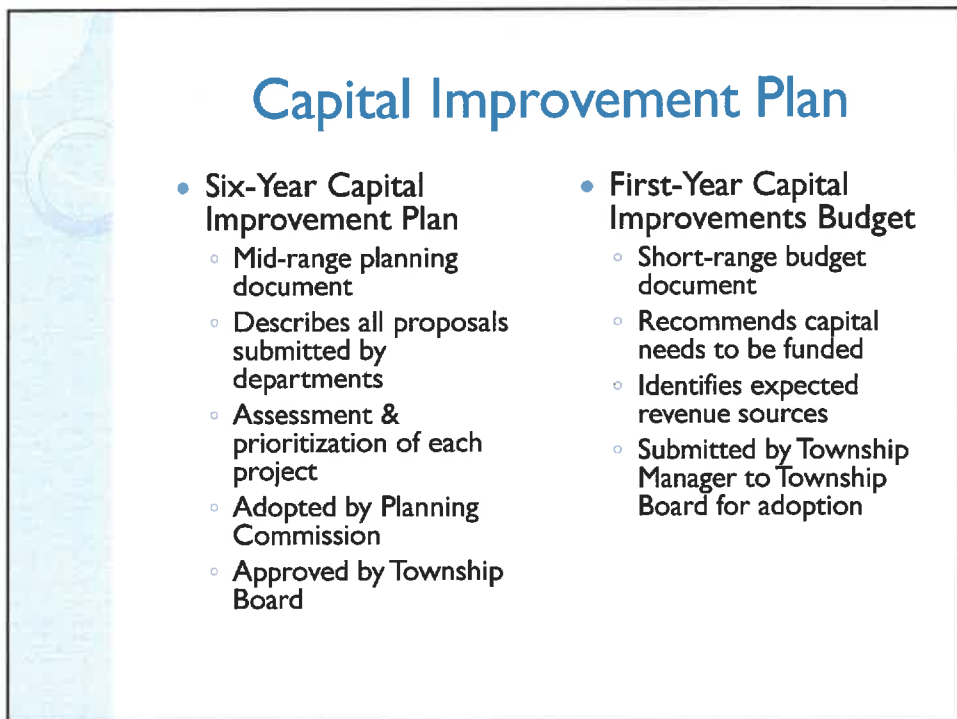 Capital Improvement Plan
• Six-Year Capital
Improvement Plan
◦ Mid-range planning
document
◦ Describes all proposals
submitted by
departments
◦ Assessment &
prioritization of each
project
◦ Adopted by Planning
Commission
◦ Approved by Township
Board
• First-Year Capital
Improvements Budget
◦ Short-range budget
document
◦ Recommends capital
needs to be funded
◦ Identifies expected
revenue sources
◦ Submitted by Township
Manager to Township
Board for adoption